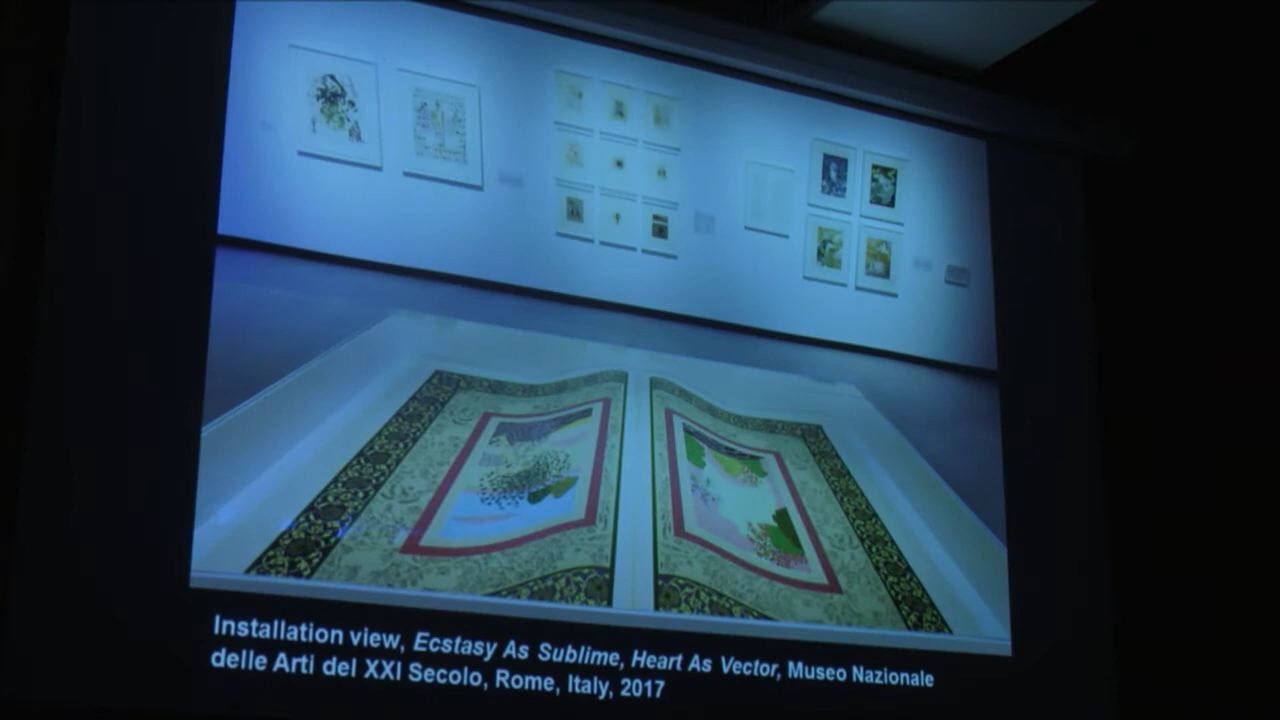 Installation view, Ecstasy As Sublime, Heart As Vector, Museo Nazionale
delle Arti del XXI Secolo, Rome, Italy, 2017